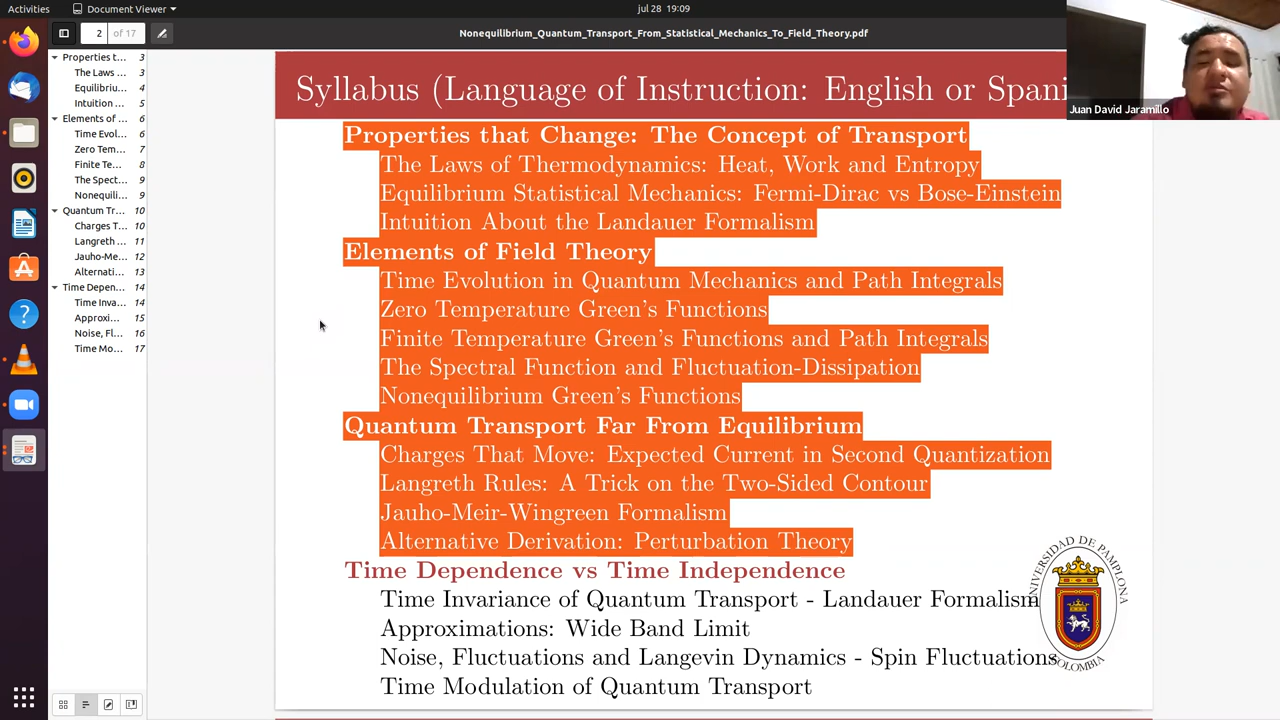 Activities
Document Viewer
jul 28 19:09
2
of 17
Nonequilibrium_Quantum_Transport_From_Statistical_Mechanics_To_Field_Theory.pdf
Properties t... 3
The Laws ... 3
Equilibriu... 4
Intuition ... 5
Elements of ... 6
Time Evol... 6
Zero Tem... 7
Finite Te... 8
The Spect... 9
Nonequili... 9
Quantum Tr... 10
Charges T... 10
Langreth ... 11
Jauho-Me... 12
Alternati... 13
Time Depen... 14
Time Inva... 14
Approxi... 15
Noise, Fl... 16
Time Mo... 17
Syllabus (Language of Instruction: English or Spani
Properties that Change: The Concept of Transport
The Laws of Thermodynamics: Heat, Work and Entropy
Equilibrium Statistical Mechanics: Fermi-Dirac vs Bose-Einstein
Intuition About the Landauer Formalism
Elements of Field Theory
Time Evolution in Quantum Mechanics and Path Integrals
Zero Temperature Green's Functions
Finite Temperature Green's Functions and Path Integrals
The Spectral Function and Fluctuation-Dissipation
Nonequilibrium Green's Functions
Quantum Transport Far From Equilibrium
Charges That Move: Expected Current in Second Quantization
Langreth Rules: A Trick on the Two-Sided Contour
Jauho-Meir-Wingreen Formalism
Alternative Derivation: Perturbation Theory
Time Dependence vs Time Independence
Time Invariance of Quantum Transport - Landauer Formalism
Approximations: Wide Band Limit
Noise, Fluctuations and Langevin Dynamics - Spin Fluctuations
Time Modulation of Quantum Transport
UNIVERSIDAD DE PAMPLONA
COLOMBIA
Juan David Jaramillo